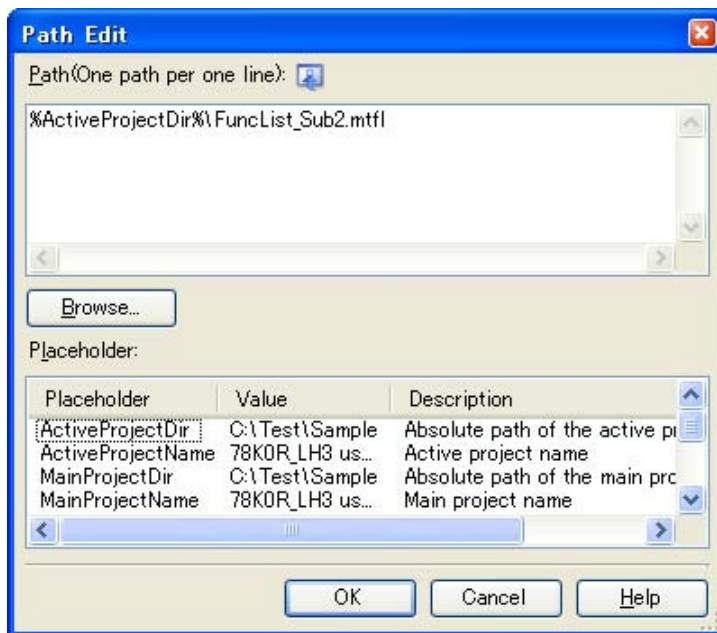 Path Edit
Path(One path per one line):
%ActiveProjectDir%\FuncList_Sub2.mtfl
Browse...
Placeholder:
Placeholder Value Description
ActiveProjectDir C:\Test\Sample Absolute path of the active pr
ActiveProjectName 78K0R_LH3 us... Active project name
MainProjectDir C:\Test\Sample Absolute path of the main pro
MainProjectName 78K0R_LH3 us... Main project name
OK Cancel Help